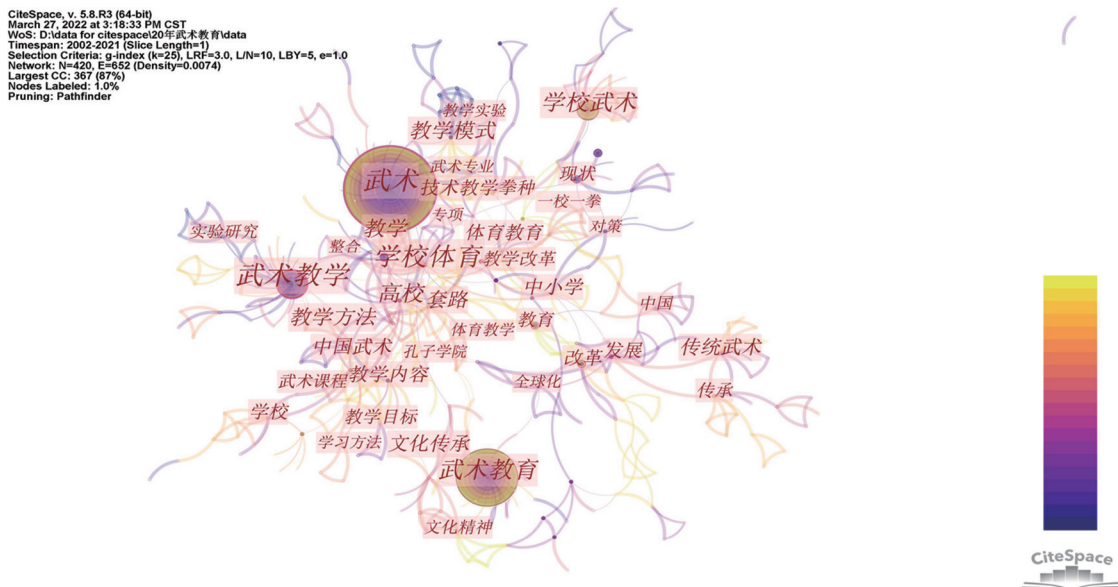 CiteSpace, v. 5.8.R3 (64-bit)
March 27, 2022 at 3:18:33 PM CST
WoS: D:\data for citespace\20年武术教育\data
Timespan: 2002-2021 (Slice Length=1)
Selection Criteria: g-index (k=25), LRF=3.0, L/N=10, LBY=5, e=1.0
Network: N=420, E=652 (Density=0.0074)
Largest CC: 367 (87%)
Nodes Labeled: 1.0%
Pruning: Pathfinder
教学实验
学校武术
教学模式
武术专业
现状
武术
技术教学拳种
一校一拳
专项
教学
体育教育
对策
实验研究
整合
学校体育
教学改革
武术教学
中小学
高校
套路
中国
教学方法
教育
体育教学
中国武术
孔子学院
改革
发展
传统武术
武术课程
教学内容
全球化
传承
学校
教学目标
学习方法
文化传承
武术教育
文化精神
CiteSpace